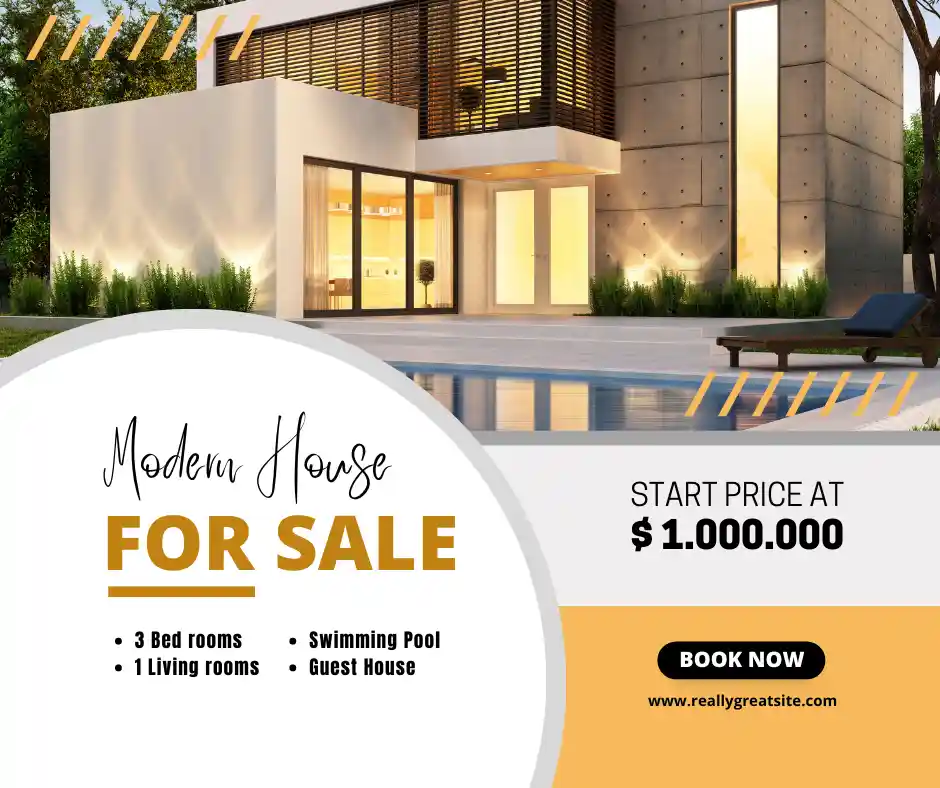 Modern House
FOR SALE
• 3 Bed rooms
• 1 Living rooms
• Swimming Pool
• Guest House
START PRICE AT
$ 1.000.000
BOOK NOW
www.reallygreatsite.com